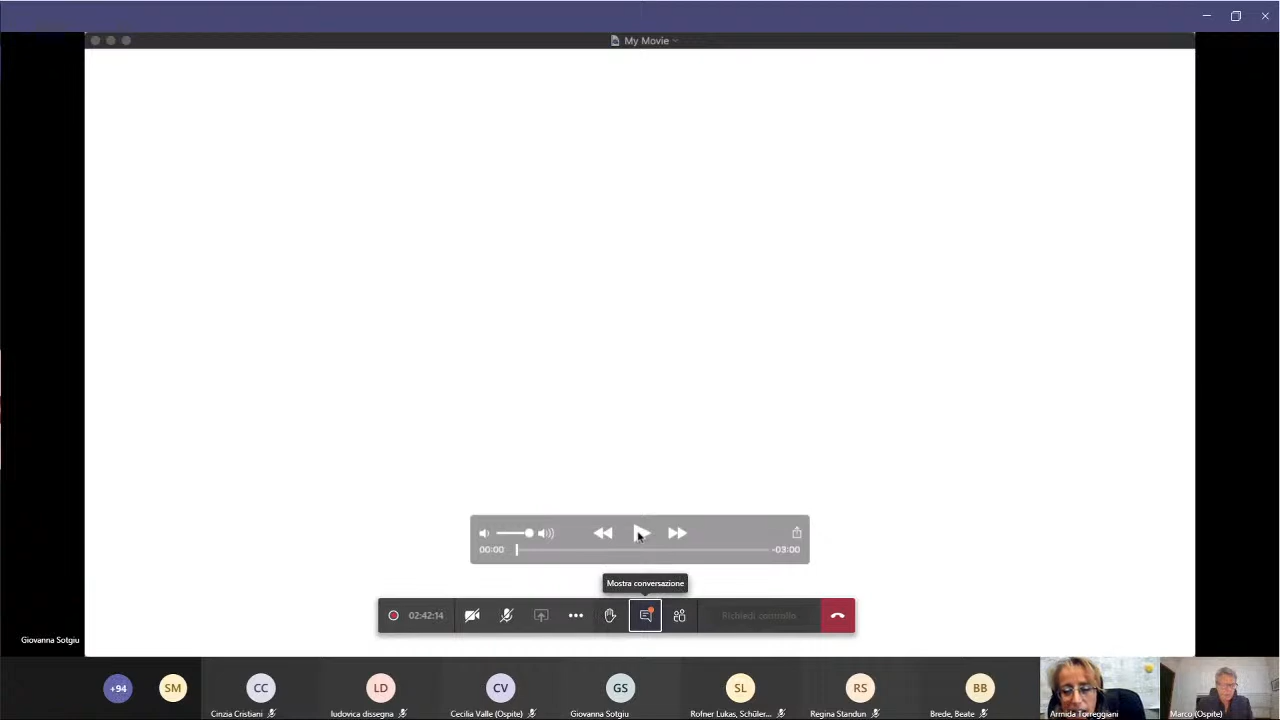 My Movie
00:00
-03:00
Mostra conversazione
02:42:14
Richiedi controllo
Giovanna Sotgiu
+94
SM
CC
LD
CV
GS
SL
RS
BB
Cinzia Cristiani
ludovica dissegna
Cecilia Valle (Ospite)
Giovanna Sotgiu
Rofner Lukas, Schüler...
Regina Standun
Brede, Beate
Armida Torreggiani
Marco (Ospite)